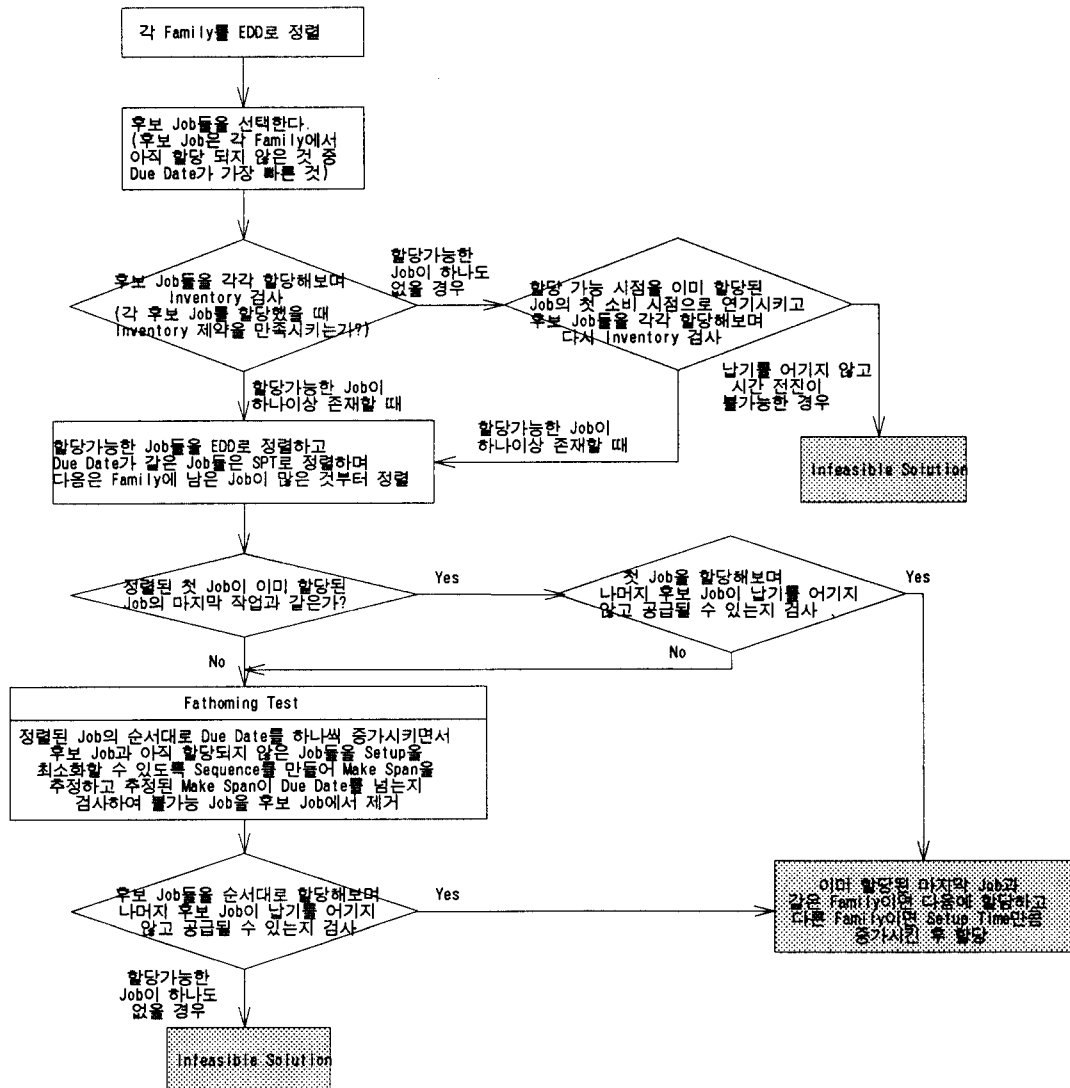 각 Family를 EDD로 정렬
후보 Job들을 선택한다.
(후보 Job은 각 Family에서
아직 할당 되지 않은 것 중
Due Date가 가장 빠른 것)
후보 Job들을 각각 할당해보며
Inventory 검사
(각 후보 Job를 할당했을 때
Inventory 제약을 만족시키는가?)
할당가능한
Job이 하나도
없을 경우
할당 가능 시점을 이미 할당된
Job의 첫 소비 시점으로 연기시키고
후보 Job들을 각각 할당해보며
다시 Inventory 검사
납기를 어기지 않고
시간 전진이
불가능한 경우
Infeasible Solution
할당가능한 Job이
하나이상 존재할 때
할당가능한 Job이
하나이상 존재할 때
할당가능한 Job들을 EDD로 정렬하고
Due Date가 같은 Job들은 SPT로 정렬하며
다음은 Family에 남은 Job이 많은 것부터 정렬
정렬된 첫 Job이 이미 할당된
Job의 마지막 작업과 같은가?
Yes
첫 Job을 할당해보며
나머지 후보 Job이 납기를 어기지
않고 공급될 수 있는지 검사
Yes
No
No
Fathoming Test
정렬된 Job의 순서대로 Due Date를 하나씩 증가시키면서
후보 Job과 아직 할당되지 않은 Job들을 Setup을
최소화할 수 있도록 Sequence를 만들어 Make Span을
추정하고 추정된 Make Span이 Due Date를 넘는지
검사하여 불가능 Job을 후보 Job에서 제거
후보 Job들을 순서대로 할당해보며
나머지 후보 Job이 납기를 어기지
않고 공급될 수 있는지 검사
Yes
이미 할당된 마지막 Job과
같은 Family이면 다음에 할당하고
다른 Family이면 Setup Time만큼
증가시킨 후 할당
할당가능한
Job이 하나도
없을 경우
Infeasible Solution